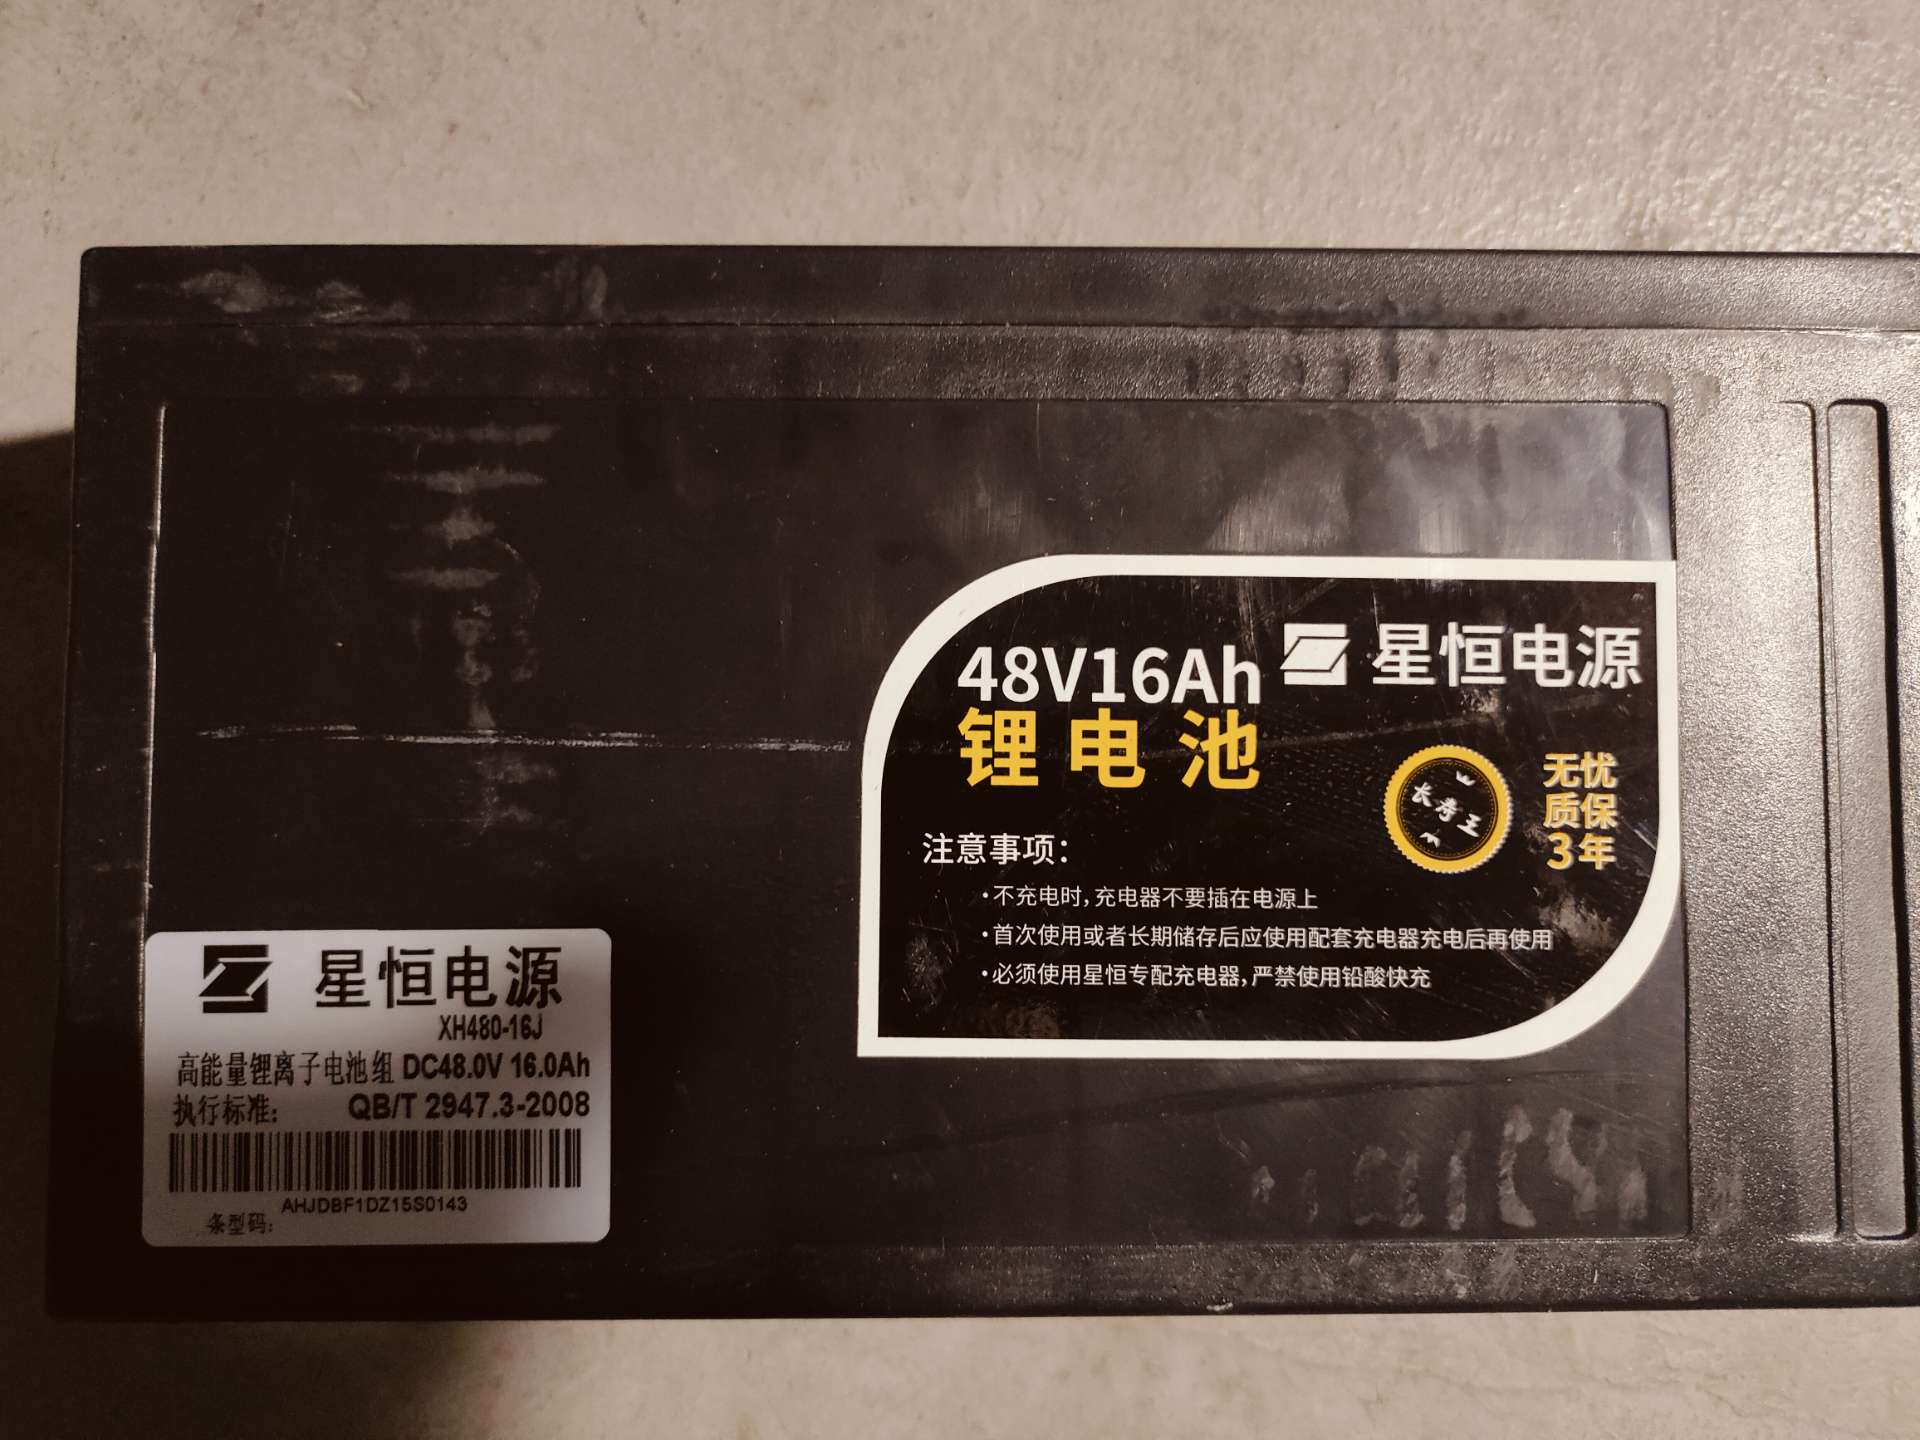 48V16Ah 星恒电源
锂电池
长寿王
无忧
质保
3年
注意事项：
·不充电时，充电器不要插在电源上
·首次使用或者长期储存后应使用配套充电器充电后再使用
·必须使用星恒专配充电器，严禁使用铅酸快充
星恒电源
XH480-16J
高能量锂离子电池组 DC48.0V 16.0Ah
执行标准： QB/T 2947.3-2008
AHJDBF1DZ15S0143
条型码：